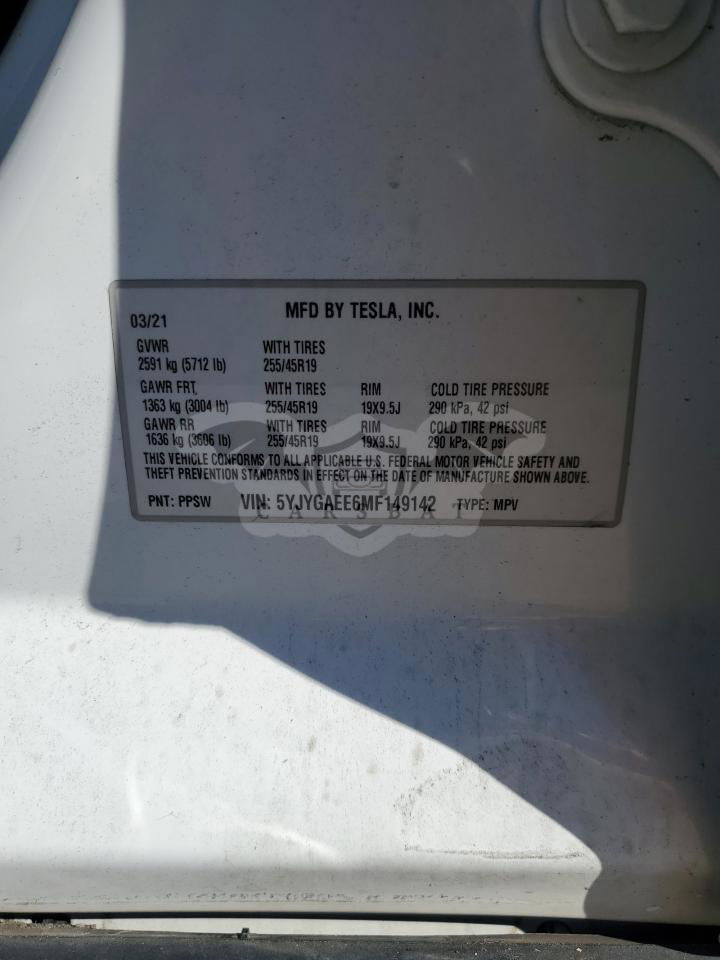 MFD BY TESLA, INC.
03/21
GVWR WITH TIRES
2591 kg (5712 lb) 255/45R19
GAWR FRT, WITH TIRES RIM COLD TIRE PRESSURE
1363 kg (3004 lb) 255/45R19 19X9.5J 290 kPa, 42 psi
GAWR RR WITH TIRES RIM COLD TIRE PRESSURE
1636 kg (3606 lb) 255/45R19 19X9.5J 290 kPa, 42 psi
THIS VEHICLE CONFORMS TO ALL APPLICABLE U.S. FEDERAL MOTOR VEHICLE SAFETY AND
THEFT PREVENTION STANDARDS IN EFFECT ON THE DATE OF MANUFACTURE SHOWN ABOVE.
PNT: PPSW VIN: 5YJYGAEE6MF149142 TYPE: MPV
CARSBAT